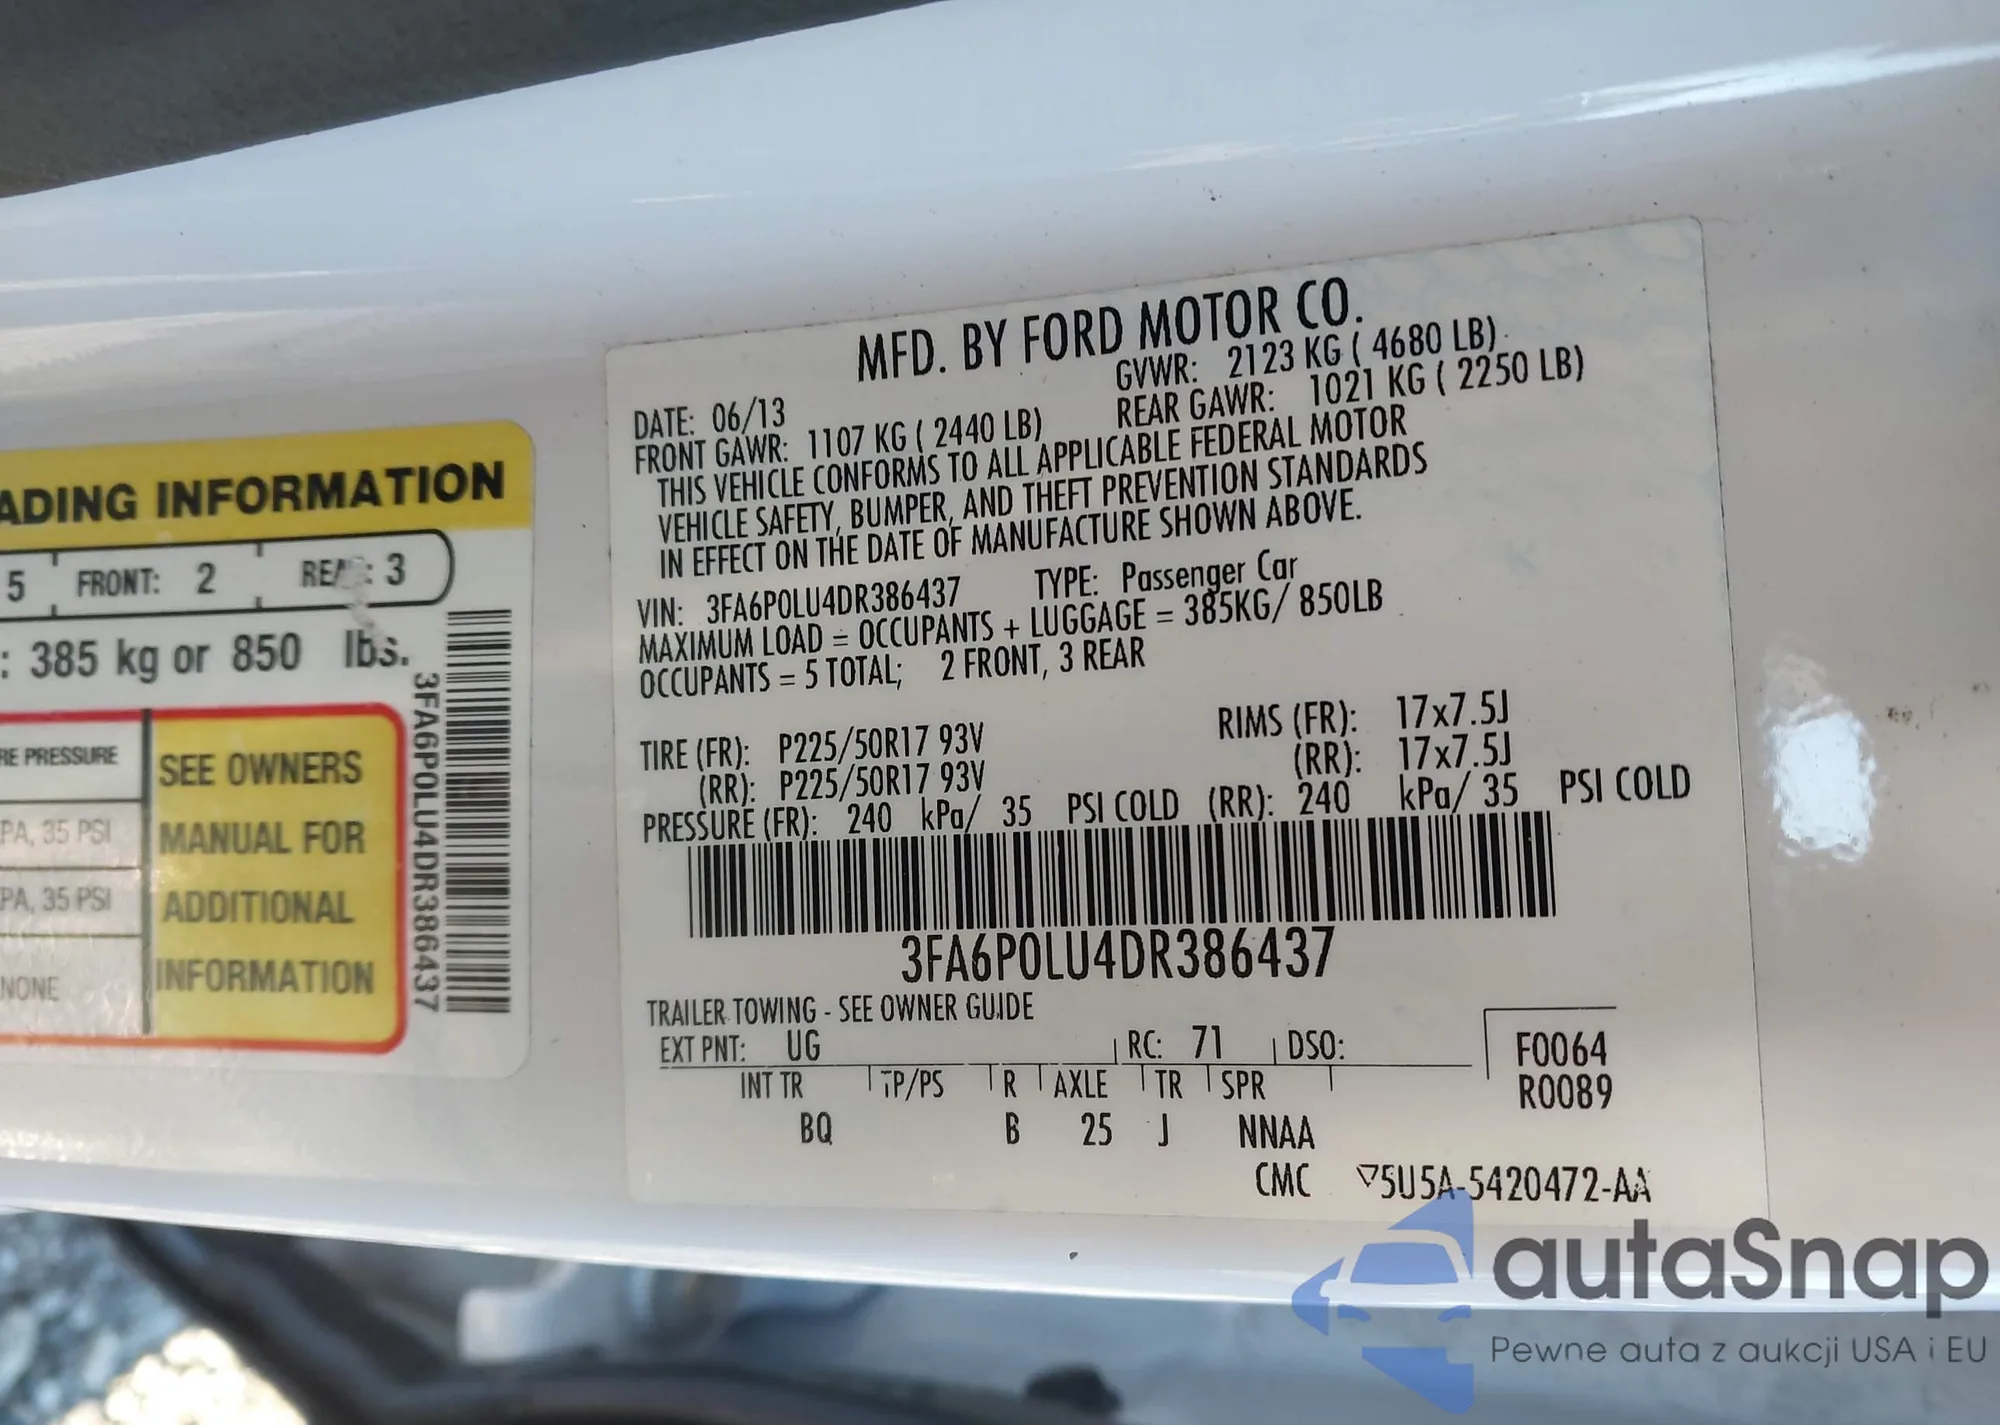 ADING INFORMATION
5 FRONT: 2 REAR: 3
: 385 kg or 850 lbs.
RE PRESSURE
PA, 35 PSI
PA, 35 PSI
NONE
SEE OWNERS
MANUAL FOR
ADDITIONAL
INFORMATION
3FA6P0LU4DR386437
MFD. BY FORD MOTOR CO.
DATE: 06/13 GVWR: 2123 KG ( 4680 LB)
FRONT GAWR: 1107 KG ( 2440 LB) REAR GAWR: 1021 KG ( 2250 LB)
THIS VEHICLE CONFORMS TO ALL APPLICABLE FEDERAL MOTOR
VEHICLE SAFETY, BUMPER, AND THEFT PREVENTION STANDARDS
IN EFFECT ON THE DATE OF MANUFACTURE SHOWN ABOVE.
VIN: 3FA6P0LU4DR386437 TYPE: Passenger Car
MAXIMUM LOAD = OCCUPANTS + LUGGAGE = 385KG/ 850LB
OCCUPANTS = 5 TOTAL; 2 FRONT, 3 REAR
TIRE (FR): P225/50R17 93V RIMS (FR): 17x7.5J
(RR): P225/50R17 93V (RR): 17x7.5J
PRESSURE (FR): 240 kPa/ 35 PSI COLD (RR): 240 kPa/ 35 PSI COLD
3FA6P0LU4DR386437
TRAILER TOWING - SEE OWNER GUIDE
EXT PNT: UG RC: 71 DSO: F0064
INT TR TP/PS R AXLE TR SPR R0089
BQ B 25 J NNAA
CMC ▽5U5A-5420472-AA
autaSnap
Pewne auta z aukcji USA i EU